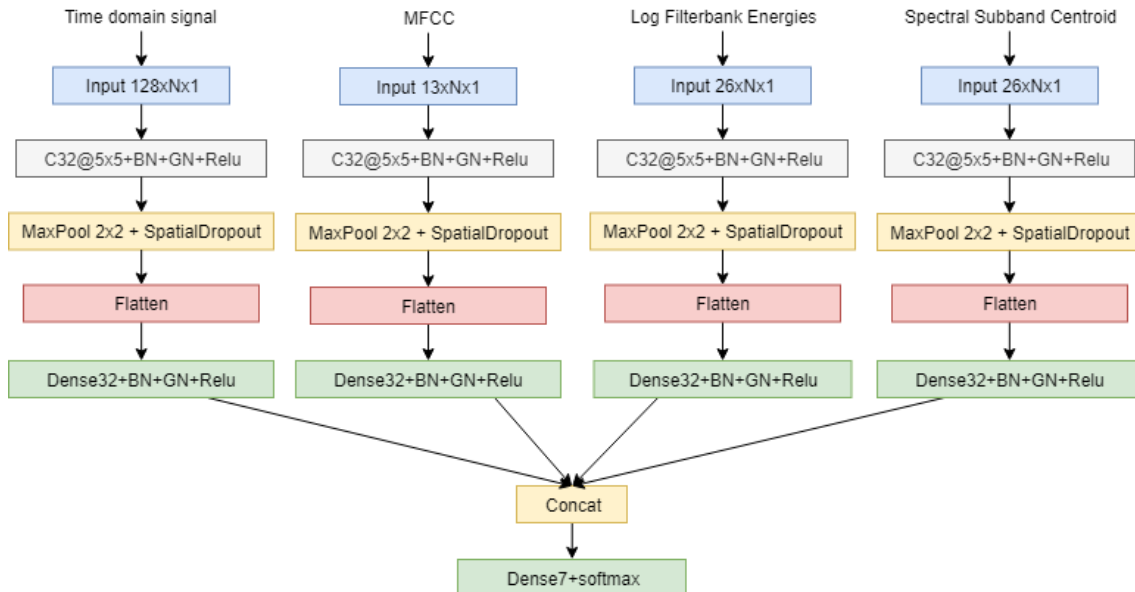 Time domain signal
MFCC
Log Filterbank Energies
Spectral Subband Centroid
Input 128xNx1
Input 13xNx1
Input 26xNx1
Input 26xNx1
C32@5x5+BN+GN+Relu
C32@5x5+BN+GN+Relu
C32@5x5+BN+GN+Relu
C32@5x5+BN+GN+Relu
MaxPool 2x2 + SpatialDropout
MaxPool 2x2 + SpatialDropout
MaxPool 2x2 + SpatialDropout
MaxPool 2x2 + SpatialDropout
Flatten
Flatten
Flatten
Flatten
Dense32+BN+GN+Relu
Dense32+BN+GN+Relu
Dense32+BN+GN+Relu
Dense32+BN+GN+Relu
Concat
Dense7+softmax